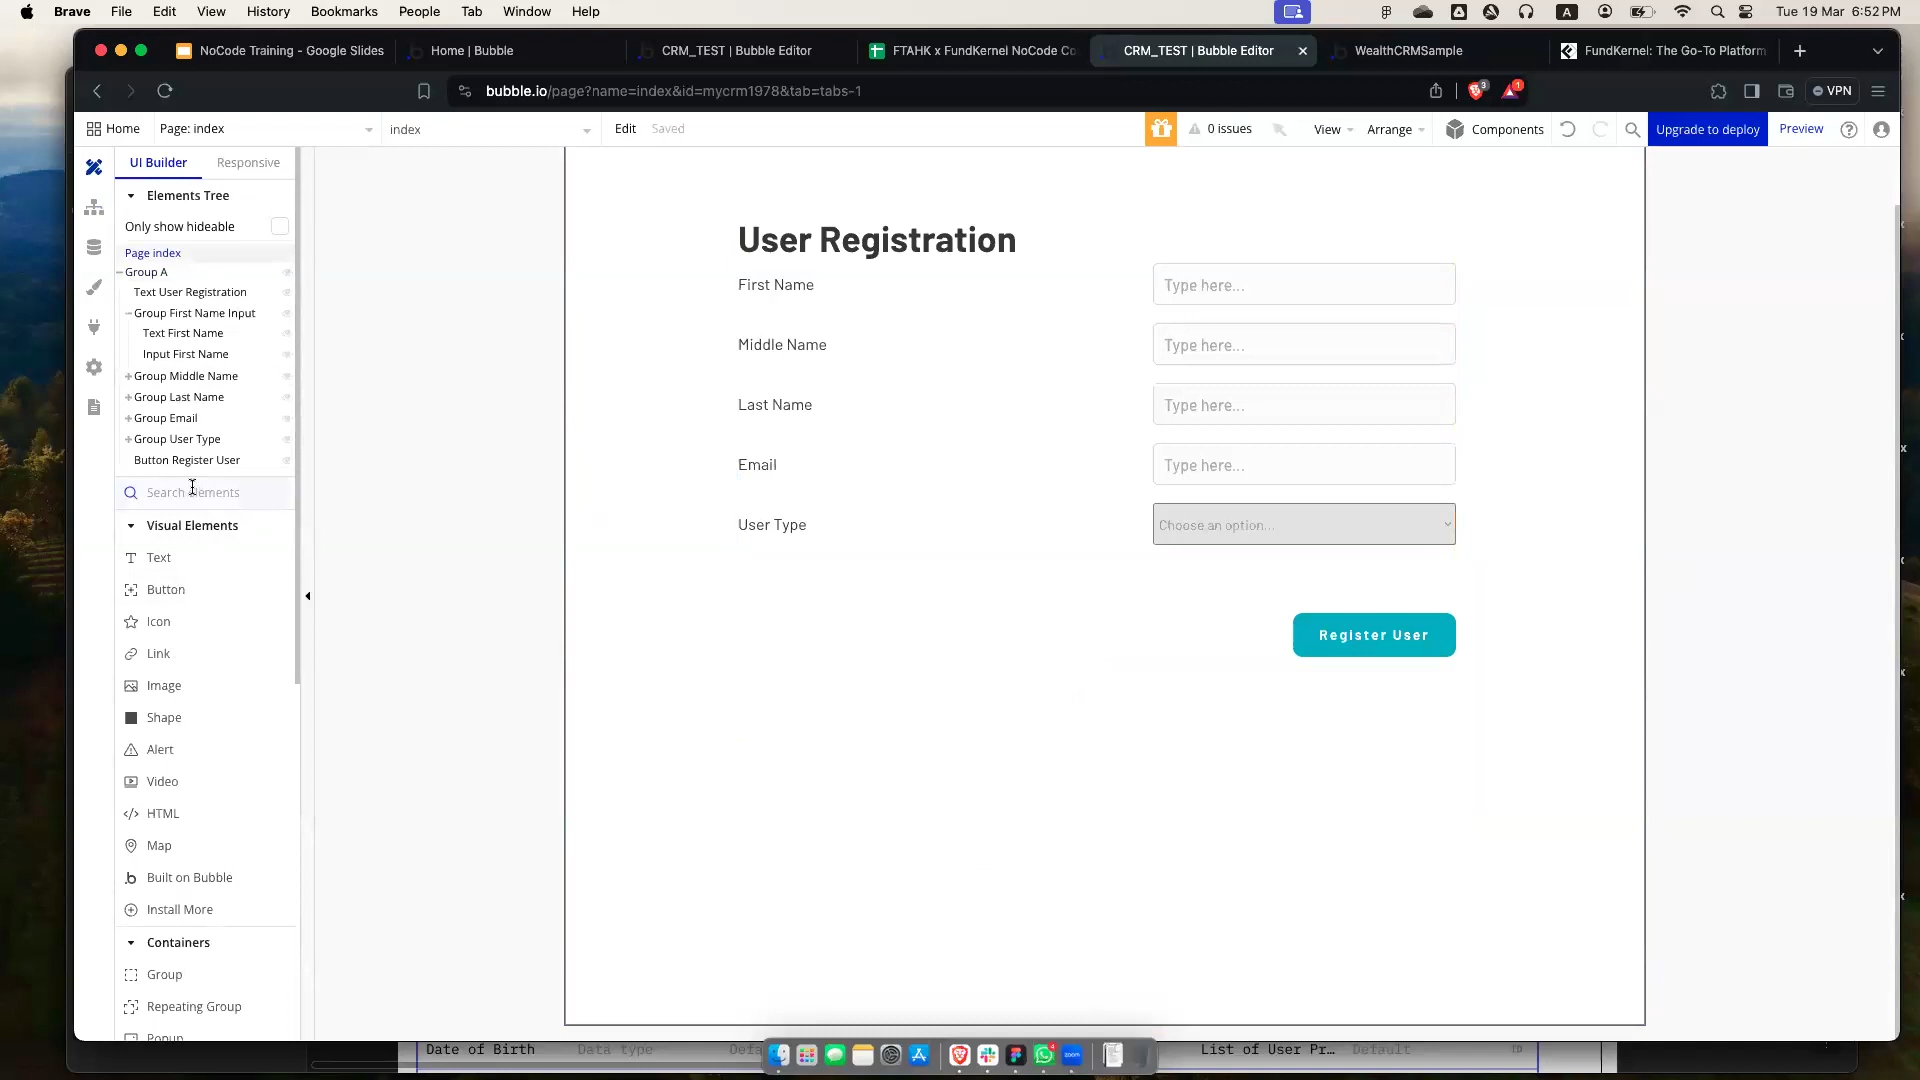 Brave File Edit View History Bookmarks People Tab Window Help
A
Tue 19 Mar 6:52 PM
NoCode Training - Google Slides
Home | Bubble
CRM_TEST | Bubble Editor
FTAHK x FundKernel NoCode Co
CRM_TEST | Bubble Editor
WealthCRMSample
FundKernel: The Go-To Platform
bubble.io/page?name=index&id=mycrm1978&tab=tabs-1
3
1
VPN
Home
Page: index
index
Edit
Saved
0 issues
View
Arrange
Components
Upgrade to deploy
Preview
UI Builder
Responsive
Elements Tree
Only show hideable
Page index
Group A
Text User Registration
Group First Name Input
Text First Name
Input First Name
Group Middle Name
Group Last Name
Group Email
Group User Type
Button Register User
Search elements
Visual Elements
Text
Button
Icon
Link
Image
Shape
Alert
Video
HTML
Map
Built on Bubble
Install More
Containers
Group
Repeating Group
Popup
User Registration
First Name
Type here...
Middle Name
Type here...
Last Name
Type here...
Email
Type here...
User Type
Choose an option...
Register User
Date of Birth
Data type
List of User Pr...
Default
zoom